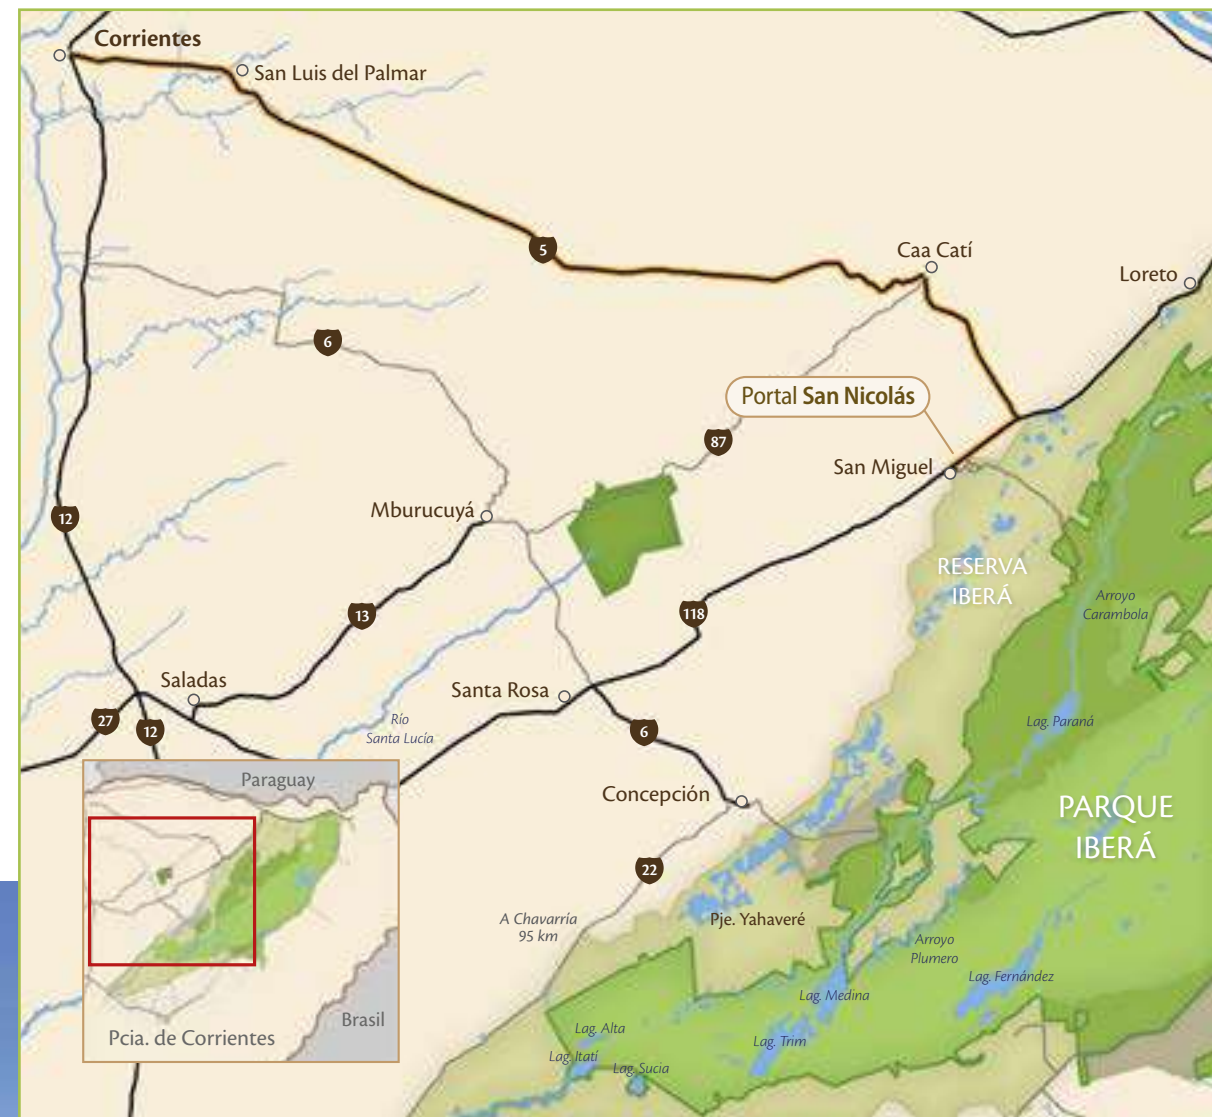 Corrientes
San Luis del Palmar
5
Caa Catí
Loreto
6
Portal San Nicolás
87
San Miguel
Mburucuyá
12
RESERVA
IBERÁ
Arroyo
Carambola
13
118
Saladas
Santa Rosa
27
12
Río
Santa Lucía
6
Lag. Paraná
Paraguay
Concepción
PARQUE
IBERÁ
22
A Chavarría
95 km
Pje. Yahaveré
Arroyo
Plumero
Lag. Fernández
Lag. Medina
Brasil
Pcia. de Corrientes
Lag. Alta
Lag. Trim
Lag. Itatí
Lag. Sucia